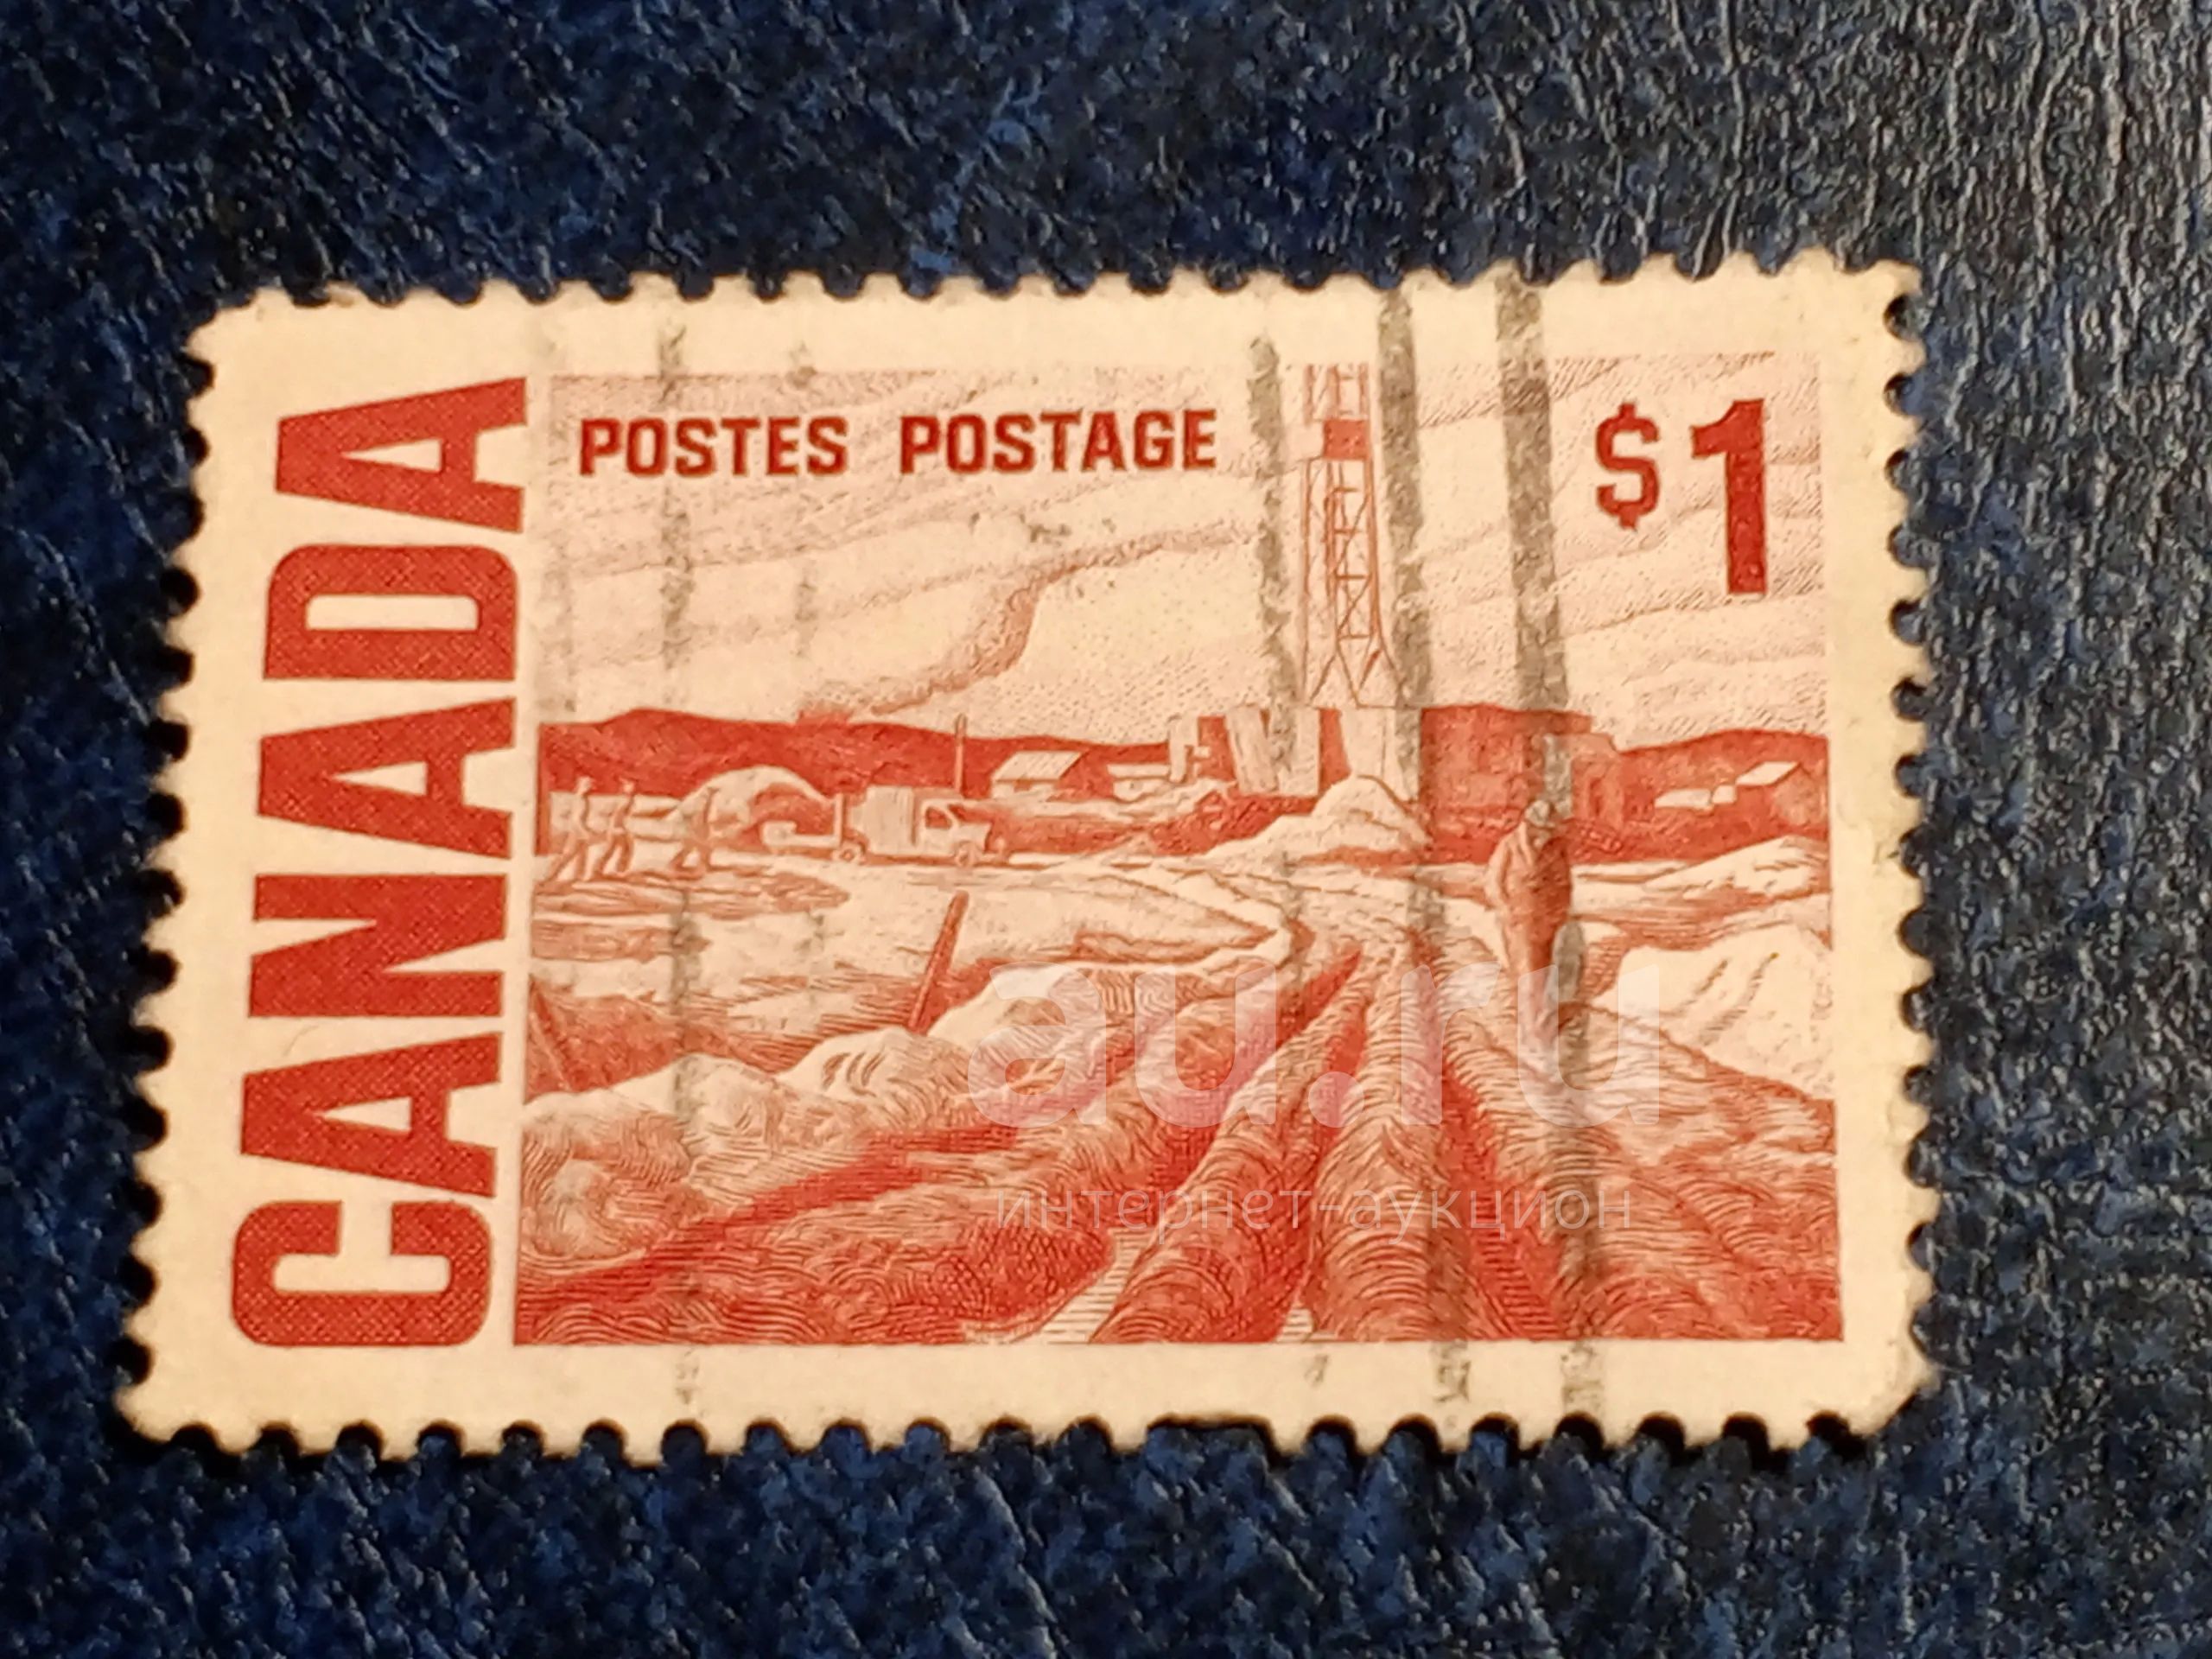 CANADA
POSTES POSTAGE
$1
au.ru
интернет-аукцион